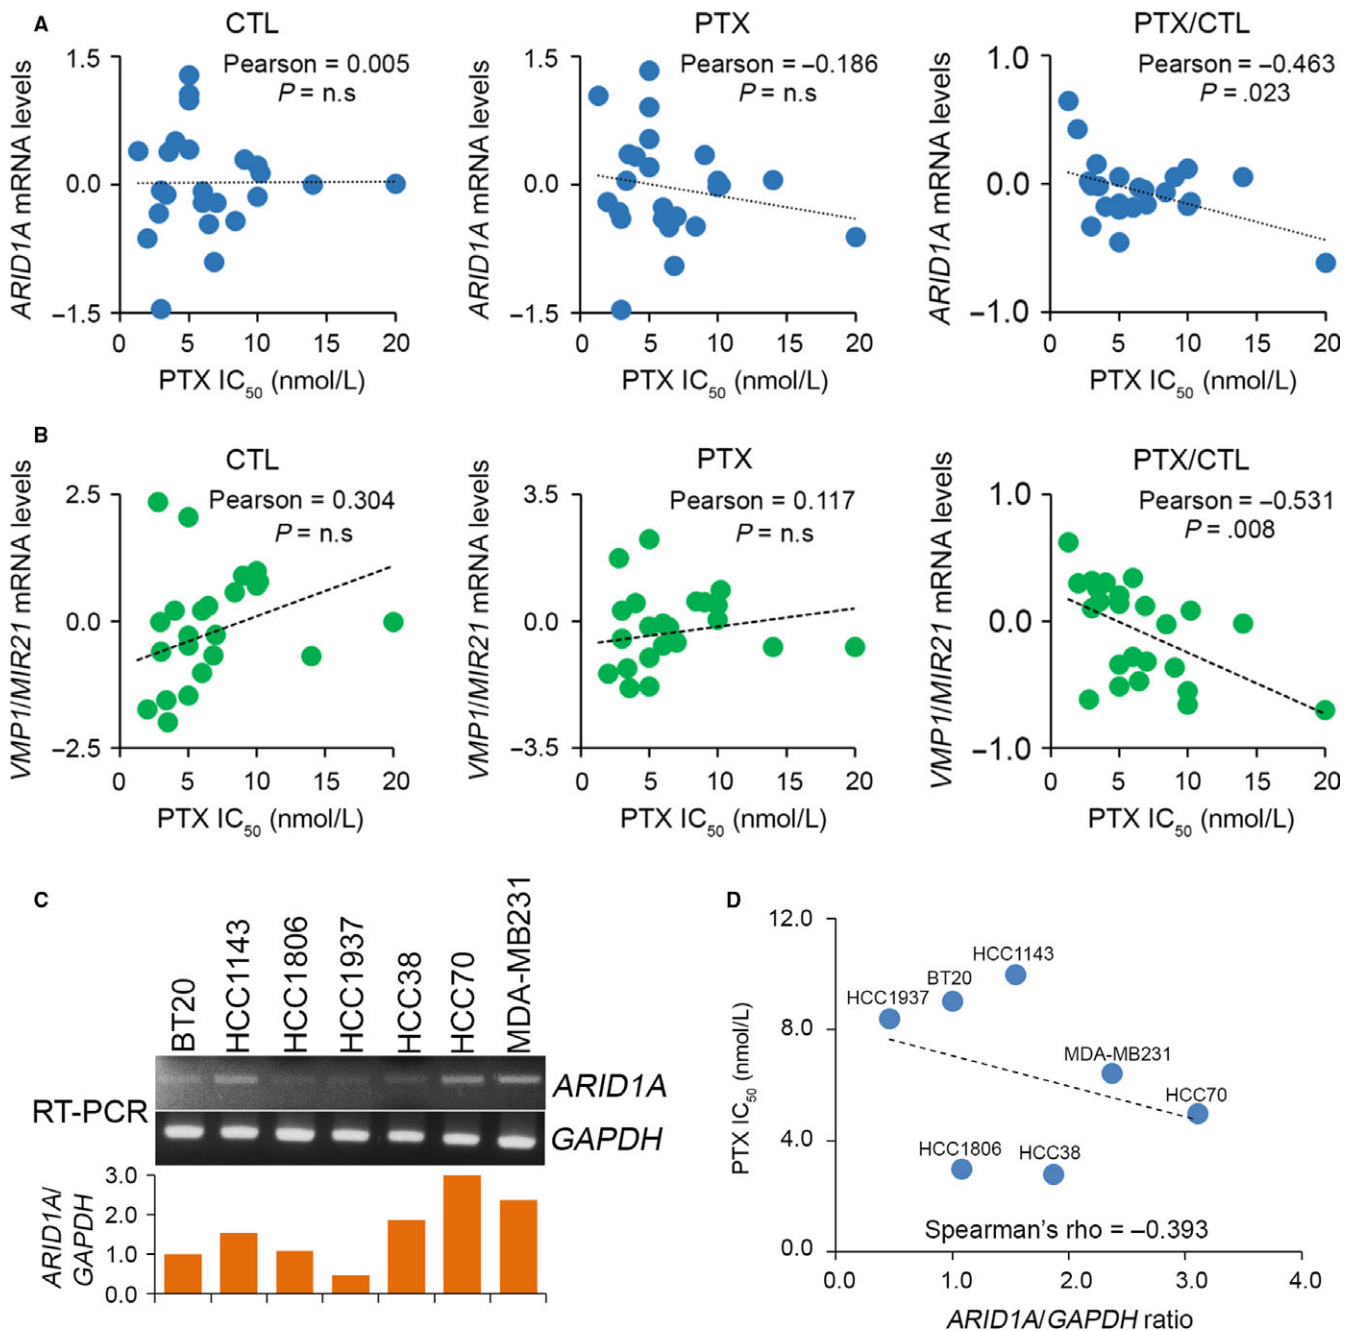 A
CTL
Pearson = 0.005
P = n.s
ARID1A mRNA levels
1.5
0.0
−1.5
0 5 10 15 20
PTX IC50 (nmol/L)
PTX
Pearson = −0.186
P = n.s
ARID1A mRNA levels
1.5
0.0
−1.5
0 5 10 15 20
PTX IC50 (nmol/L)
PTX/CTL
Pearson = −0.463
P = .023
ARID1A mRNA levels
1.0
0.0
−1.0
0 5 10 15 20
PTX IC50 (nmol/L)
B
CTL
Pearson = 0.304
P = n.s
VMP1/MIR21 mRNA levels
2.5
0.0
−2.5
0 5 10 15 20
PTX IC50 (nmol/L)
PTX
Pearson = 0.117
P = n.s
VMP1/MIR21 mRNA levels
3.5
0.0
−3.5
0 5 10 15 20
PTX IC50 (nmol/L)
PTX/CTL
Pearson = −0.531
P = .008
VMP1/MIR21 mRNA levels
1.0
0.0
−1.0
0 5 10 15 20
PTX IC50 (nmol/L)
C
BT20
HCC1143
HCC1806
HCC1937
HCC38
HCC70
MDA-MB231
RT-PCR
ARID1A
GAPDH
ARID1A/
GAPDH
3.0
2.0
1.0
0.0
D
PTX IC50 (nmol/L)
12.0
8.0
4.0
0.0
HCC1143
BT20
HCC1937
MDA-MB231
HCC70
HCC1806
HCC38
Spearman's rho = −0.393
0.0 1.0 2.0 3.0 4.0
ARID1A/GAPDH ratio